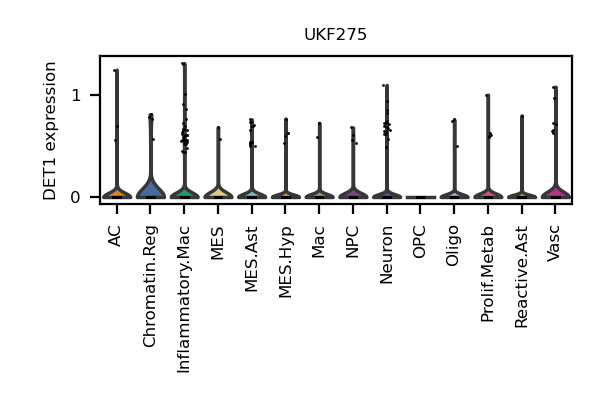 UKF275
DET1 expression
1
0
AC
Chromatin.Reg
Inflammatory.Mac
MES
MES.Ast
MES.Hyp
Mac
NPC
Neuron
OPC
Oligo
Prolif.Metab
Reactive.Ast
Vasc